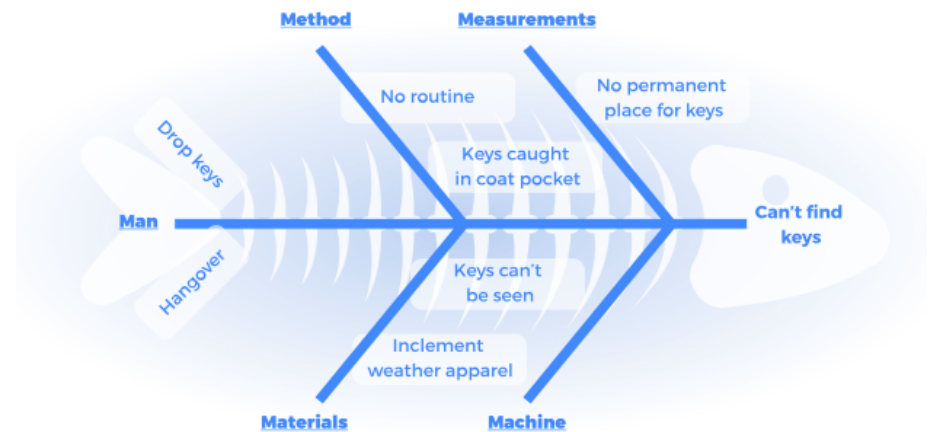 Method
Measurements
No routine
No permanent
place for keys
Drop keys
Keys caught
in coat pocket
Man
Can't find
keys
Hangover
Keys can't
be seen
Inclement
weather apparel
Materials
Machine